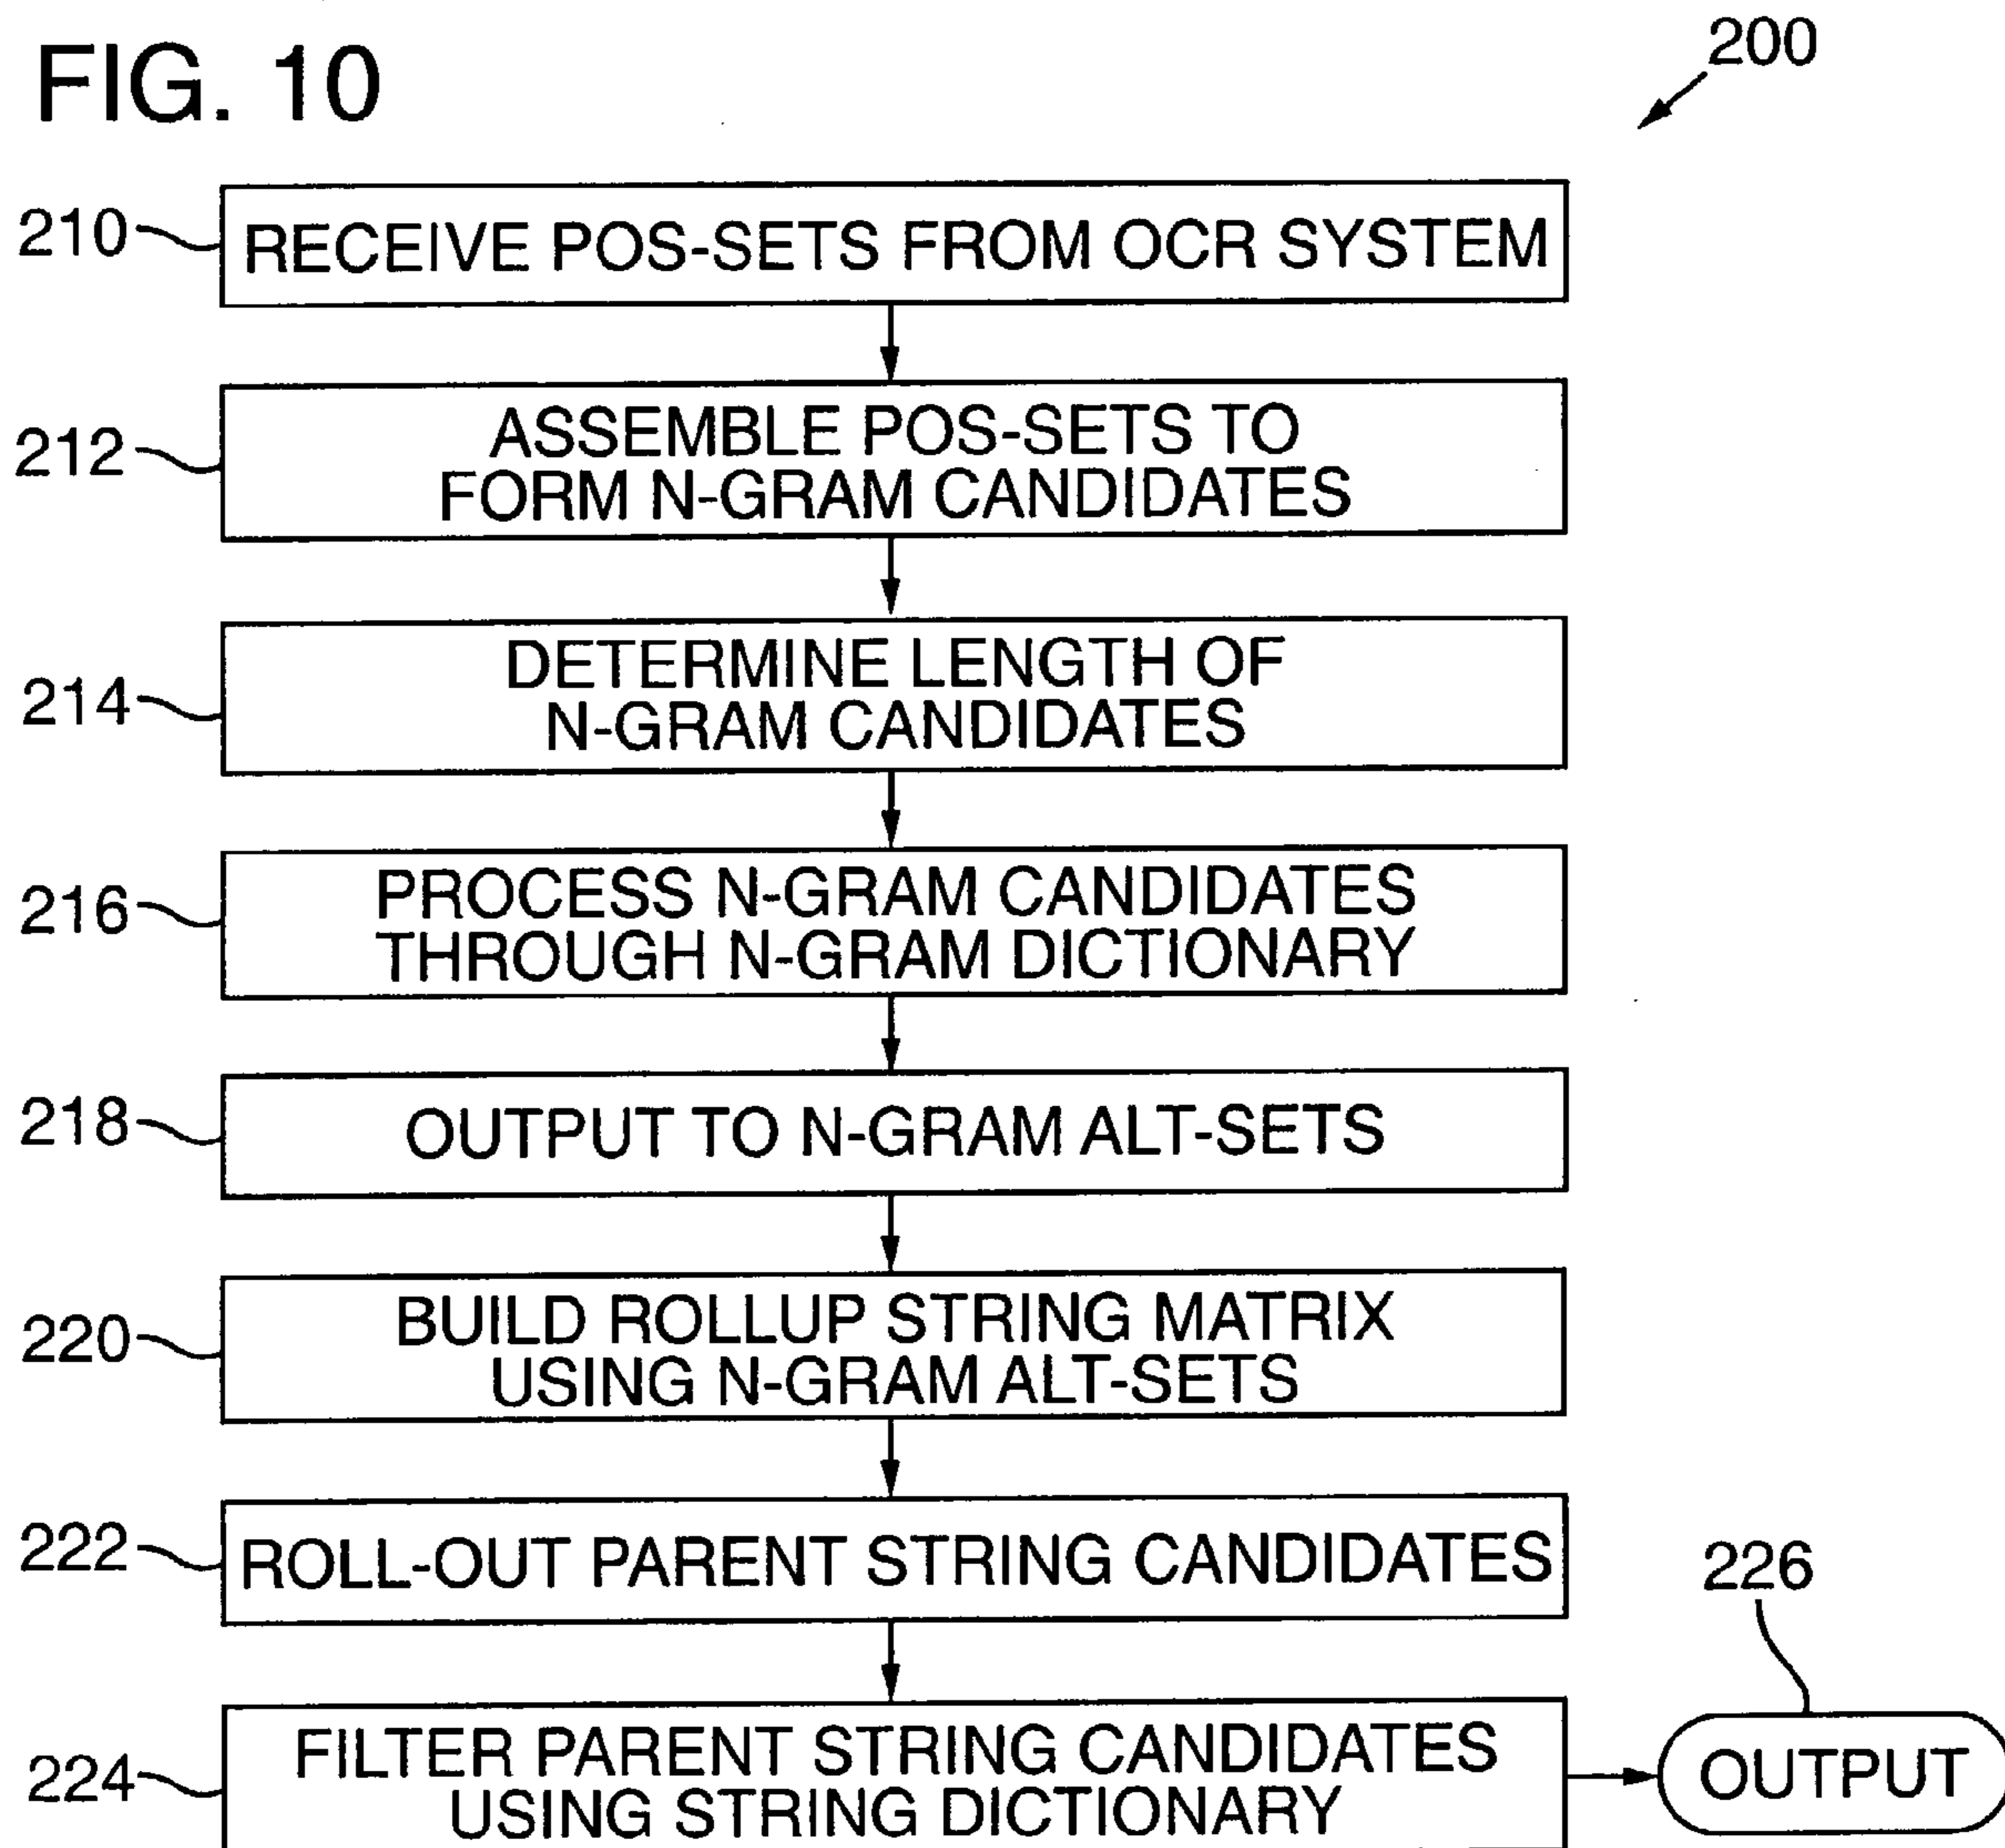 FIG. 10
200
210
RECEIVE POS-SETS FROM OCR SYSTEM
212
ASSEMBLE POS-SETS TO
FORM N-GRAM CANDIDATES
214
DETERMINE LENGTH OF
N-GRAM CANDIDATES
216
PROCESS N-GRAM CANDIDATES
THROUGH N-GRAM DICTIONARY
218
OUTPUT TO N-GRAM ALT-SETS
220
BUILD ROLLUP STRING MATRIX
USING N-GRAM ALT-SETS
222
ROLL-OUT PARENT STRING CANDIDATES
226
224
FILTER PARENT STRING CANDIDATES
USING STRING DICTIONARY
OUTPUT